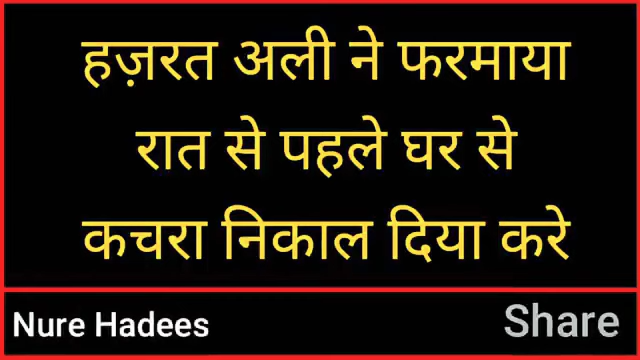 हज़रत अली ने फरमाया
रात से पहले घर से
कचरा निकाल दिया करे
Nure Hadees
Share